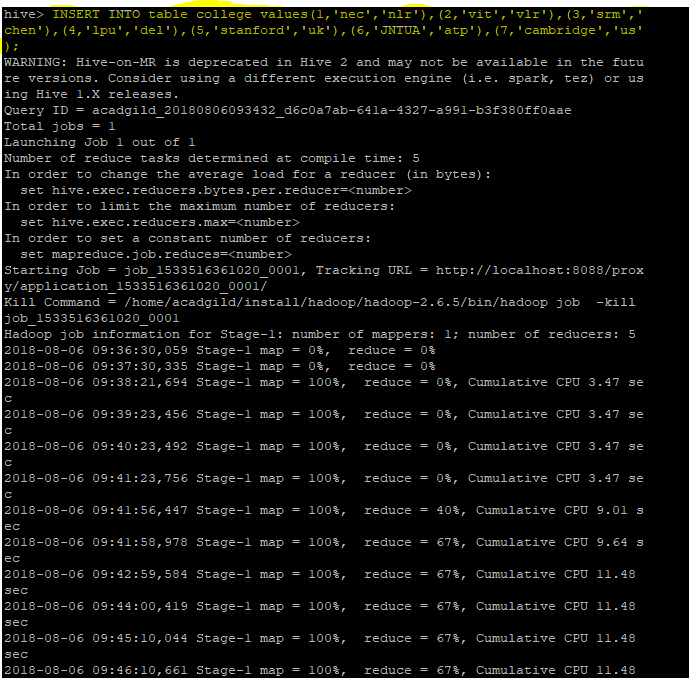 hive> INSERT INTO table college values(1,'nec','nlr'),(2,'vit','vlr'),(3,'srm','
chen'),(4,'lpu','del'),(5,'stanford','uk'),(6,'JNTUA','atp'),(7,'cambridge','us'
);
WARNING: Hive-on-MR is deprecated in Hive 2 and may not be available in the futu
re versions. Consider using a different execution engine (i.e. spark, tez) or us
ing Hive 1.X releases.
Query ID = acadgild_20180806093432_d6c0a7ab-641a-4327-a991-b3f380ff0aae
Total jobs = 1
Launching Job 1 out of 1
Number of reduce tasks determined at compile time: 5
In order to change the average load for a reducer (in bytes):
  set hive.exec.reducers.bytes.per.reducer=<number>
In order to limit the maximum number of reducers:
  set hive.exec.reducers.max=<number>
In order to set a constant number of reducers:
  set mapreduce.job.reduces=<number>
Starting Job = job_1533516361020_0001, Tracking URL = http://localhost:8088/prox
y/application_1533516361020_0001/
Kill Command = /home/acadgild/install/hadoop/hadoop-2.6.5/bin/hadoop job  -kill
job_1533516361020_0001
Hadoop job information for Stage-1: number of mappers: 1; number of reducers: 5
2018-08-06 09:36:30,059 Stage-1 map = 0%,  reduce = 0%
2018-08-06 09:37:30,335 Stage-1 map = 0%,  reduce = 0%
2018-08-06 09:38:21,694 Stage-1 map = 100%,  reduce = 0%, Cumulative CPU 3.47 se
c
2018-08-06 09:39:23,456 Stage-1 map = 100%,  reduce = 0%, Cumulative CPU 3.47 se
c
2018-08-06 09:40:23,492 Stage-1 map = 100%,  reduce = 0%, Cumulative CPU 3.47 se
c
2018-08-06 09:41:23,756 Stage-1 map = 100%,  reduce = 0%, Cumulative CPU 3.47 se
c
2018-08-06 09:41:56,447 Stage-1 map = 100%,  reduce = 40%, Cumulative CPU 9.01 s
ec
2018-08-06 09:41:58,978 Stage-1 map = 100%,  reduce = 67%, Cumulative CPU 9.64 s
ec
2018-08-06 09:42:59,584 Stage-1 map = 100%,  reduce = 67%, Cumulative CPU 11.48
sec
2018-08-06 09:44:00,419 Stage-1 map = 100%,  reduce = 67%, Cumulative CPU 11.48
sec
2018-08-06 09:45:10,044 Stage-1 map = 100%,  reduce = 67%, Cumulative CPU 11.48
sec
2018-08-06 09:46:10,661 Stage-1 map = 100%,  reduce = 67%, Cumulative CPU 11.48